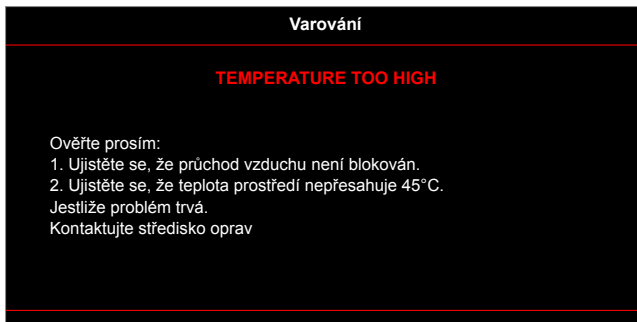 Varování
TEMPERATURE TOO HIGH
Ověřte prosím:
1. Ujistěte se, že průchod vzduchu není blokován.
2. Ujistěte se, že teplota prostředí nepřesahuje 45°C.
Jestliže problém trvá.
Kontaktujte středisko oprav